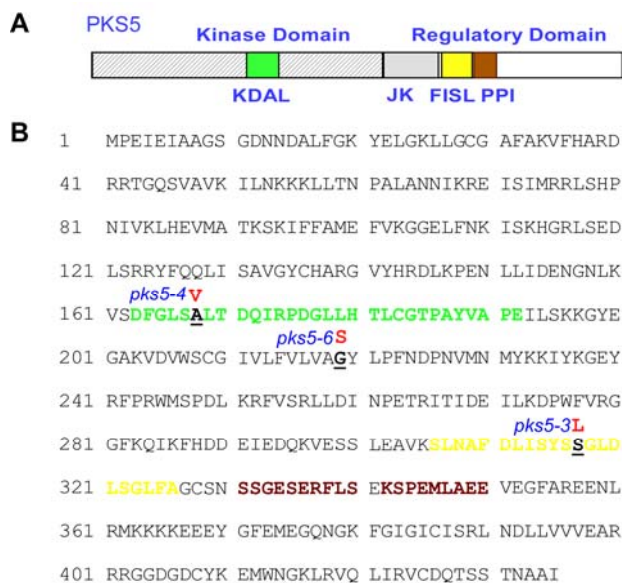 A
PKS5
Kinase Domain Regulatory Domain
KDAL JK FISL PPI
B
1 MPEIEIAAGS GDNNDALFGK YELGKLLGCG AFAKVFHARD
41 RRTGQSVAVK ILNKKKLLTN PALANNIKRE ISIMRRLSHP
81 NIVKLHEVMA TKSKIFFAME FVKGGELFNK ISKHGRLSED
121 LSRRYFQQLI SAVGYCHARG VYHRDLKPEN LLIDENGNLK
pks5-4 V
161 VSDFGLSALT DQIRPDGLLH TLCGTPAYVA PEILSKKGYE
pks5-6 S
201 GAKVDVWSCG IVLFVLVAGY LPFNDPNVMN MYKKIYKGEY
241 RFPRWMSPDL KRFVSRLLDI NPETRITIDE ILKDPWFVRG
pks5-3 L
281 GFKQIKFHDD EIEDQKVESS LEAVKSLNAF DLISYSSGLD
321 LSGLFAGCSN SSGESERFLS EKSPEMLAEE VEGFAREENL
361 RMKKKKEEEY GFEMEGQNGK FGIGICISRL NDLLVVVEAR
401 RRGGDGDCYK EMWNGKLRVQ LIRVCDQTSS TNAAI